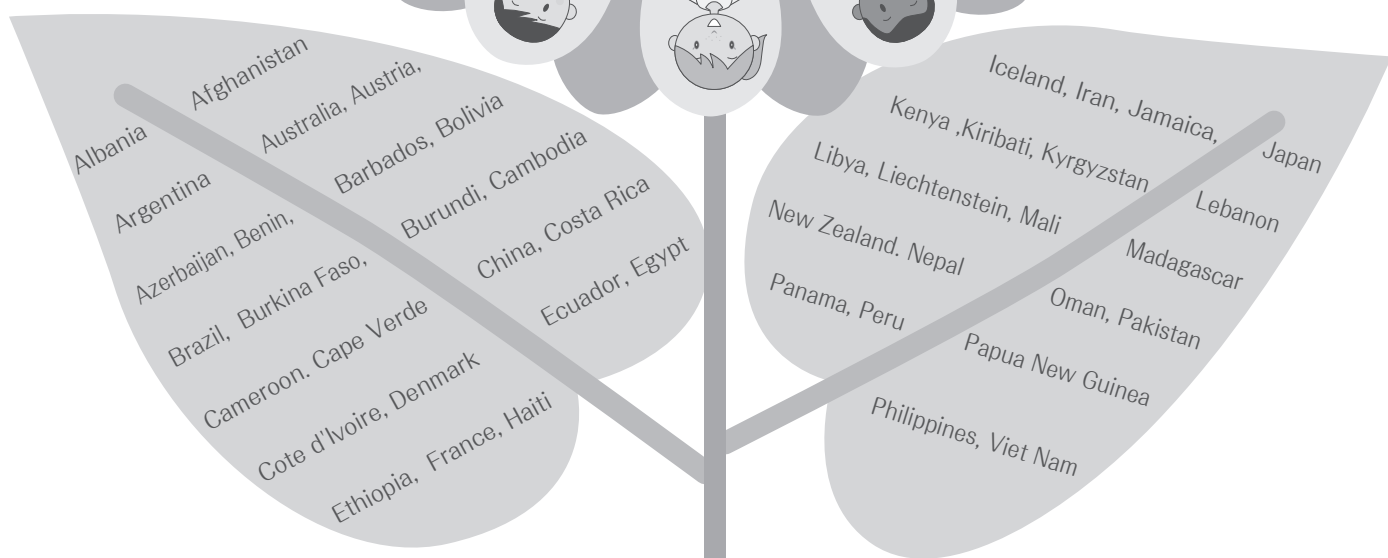 Albania
Afghanistan
Argentina
Australia, Austria,
Azerbaijan, Benin,
Barbados, Bolivia
Brazil, Burkina Faso,
Burundi, Cambodia
Cameroon. Cape Verde
China, Costa Rica
Cote d'Ivoire, Denmark
Ecuador, Egypt
Ethiopia, France, Haiti
Iceland, Iran, Jamaica,
Japan
Kenya ,Kiribati, Kyrgyzstan
Lebanon
Libya, Liechtenstein, Mali
Madagascar
New Zealand. Nepal
Oman, Pakistan
Panama, Peru
Papua New Guinea
Philippines, Viet Nam